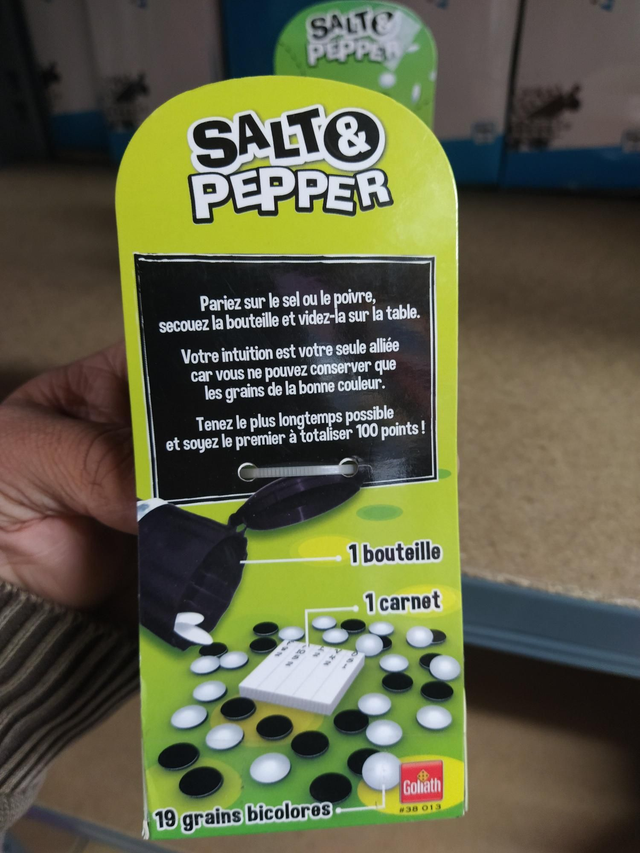 SALT &
PEPPER
SALT &
PEPPER
Pariez sur le sel ou le poivre,
secouez la bouteille et videz-la sur la table.
Votre intuition est votre seule alliée
car vous ne pouvez conserver que
les grains de la bonne couleur.
Tenez le plus longtemps possible
et soyez le premier à totaliser 100 points !
1 bouteille
1 carnet
19 grains bicolores
Goliath
#38 013